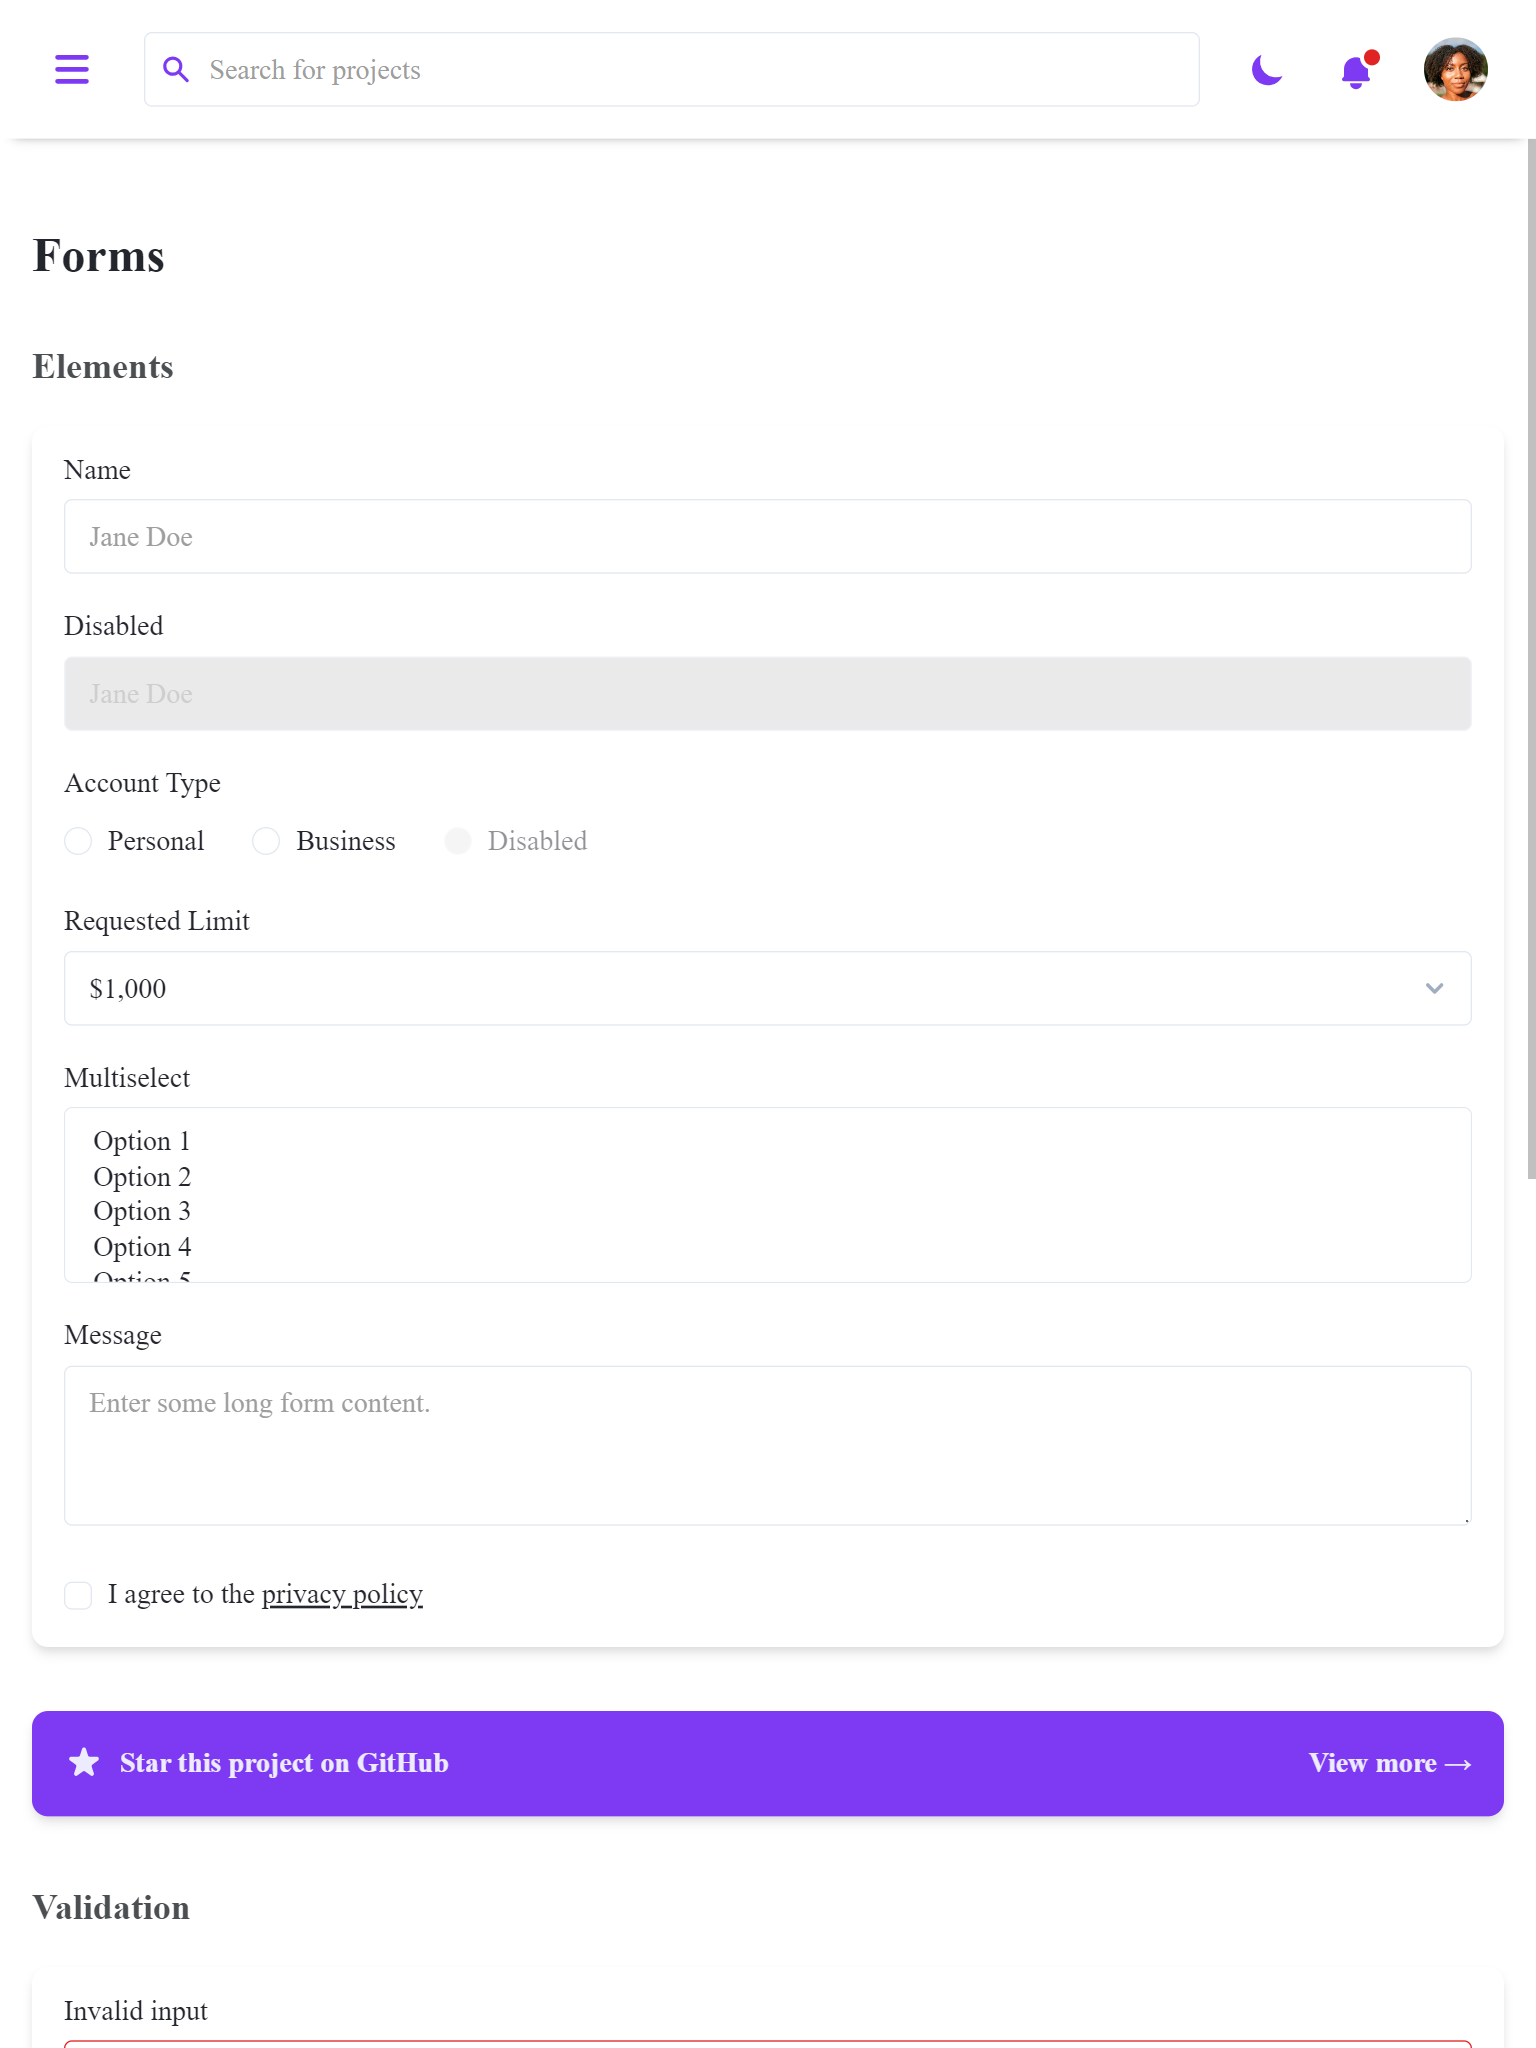 Search for projects
Forms
Elements
Name
Jane Doe
Disabled
Jane Doe
Account Type
Personal Business Disabled
Requested Limit
$1,000
Multiselect
Option 1
Option 2
Option 3
Option 4
Option 5
Message
Enter some long form content.
I agree to the privacy policy
Star this project on GitHub View more →
Validation
Invalid input